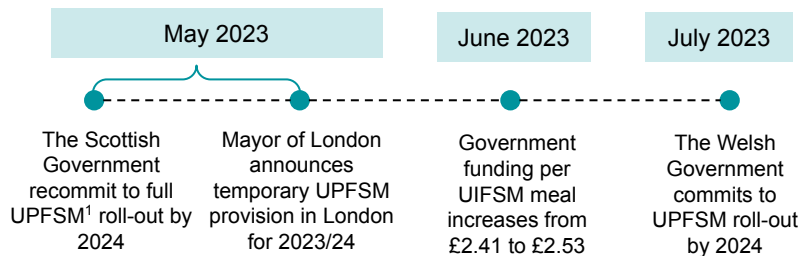 May 2023
June 2023
July 2023
The Scottish
Government
recommit to full
UPFSM¹ roll-out by
2024
Mayor of London
announces
temporary UPFSM
provision in London
for 2023/24
Government
funding per
UIFSM meal
increases from
£2.41 to £2.53
The Welsh
Government
commits to
UPFSM roll-out
by 2024